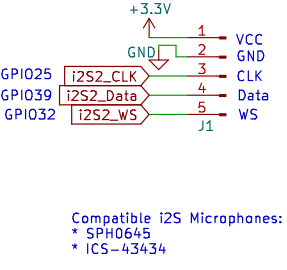 +3.3V
1 VCC
GND 2 GND
GPIO25 i2S2_CLK 3 CLK
GPIO39 i2S2_Data 4 Data
GPIO32 i2S2_WS 5 WS
J1
Compatible i2S Microphones:
* SPH0645
* ICS-43434